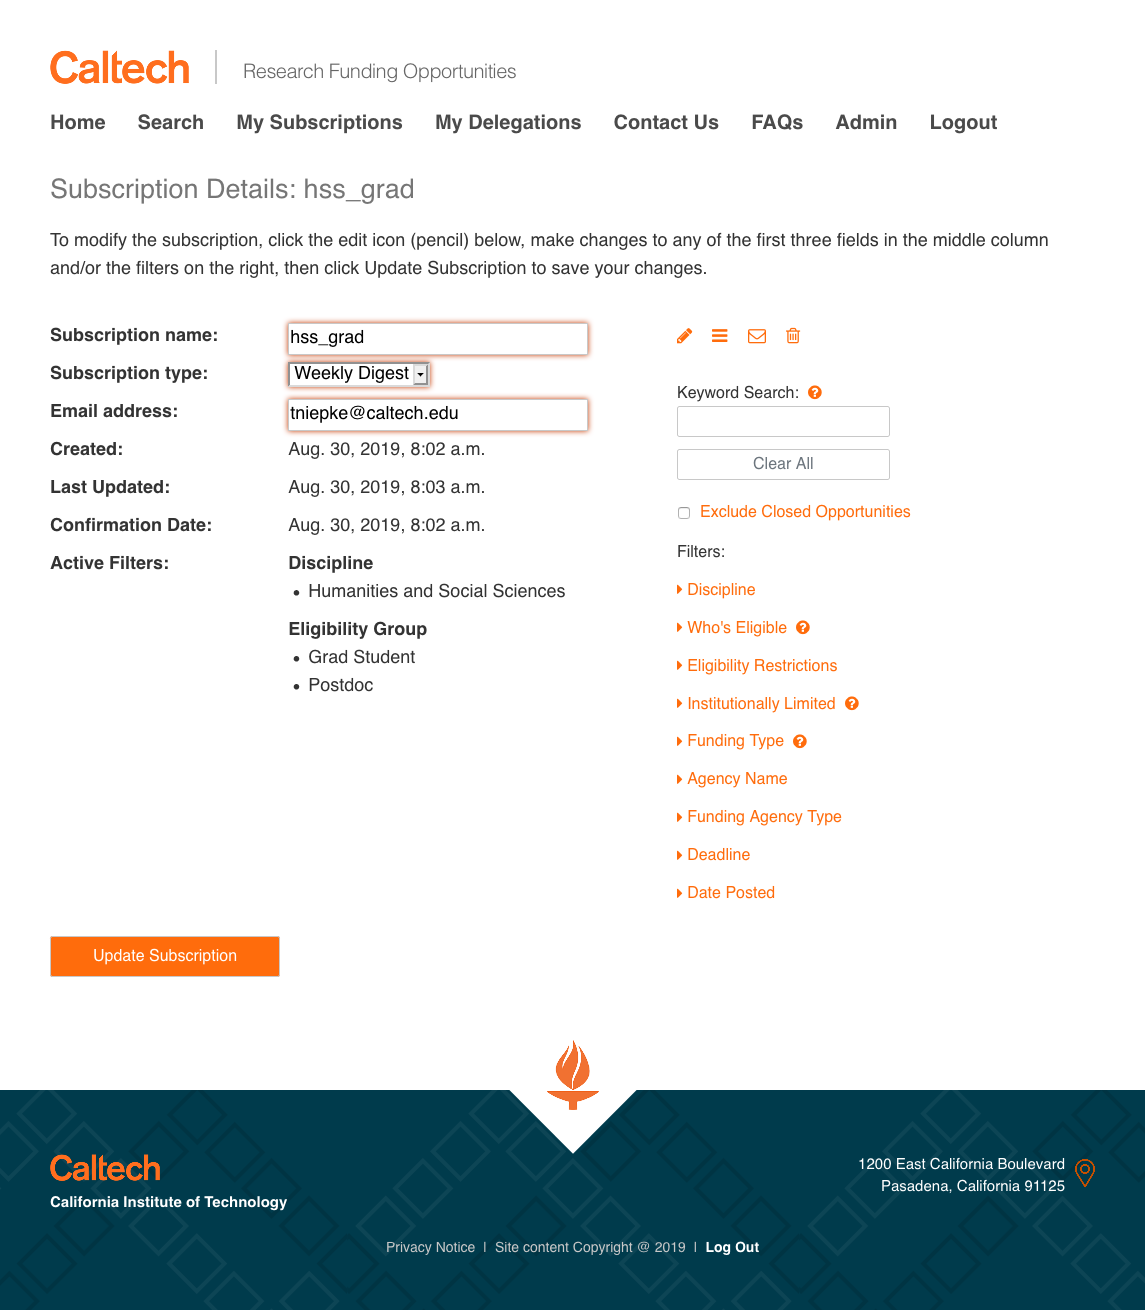 Caltech
Research Funding Opportunities
Home Search My Subscriptions My Delegations Contact Us FAQs Admin Logout
Subscription Details: hss_grad
To modify the subscription, click the edit icon (pencil) below, make changes to any of the first three fields in the middle column
and/or the filters on the right, then click Update Subscription to save your changes.
Subscription name: hss_grad
Subscription type: Weekly Digest
Email address: tniepke@caltech.edu
Created: Aug. 30, 2019, 8:02 a.m.
Last Updated: Aug. 30, 2019, 8:03 a.m.
Confirmation Date: Aug. 30, 2019, 8:02 a.m.
Active Filters: Discipline
• Humanities and Social Sciences
Eligibility Group
• Grad Student
• Postdoc
Keyword Search: ?
Clear All
Exclude Closed Opportunities
Filters:
Discipline
Who's Eligible ?
Eligibility Restrictions
Institutionally Limited ?
Funding Type ?
Agency Name
Funding Agency Type
Deadline
Date Posted
Update Subscription
Caltech
California Institute of Technology
1200 East California Boulevard
Pasadena, California 91125
Privacy Notice | Site content Copyright @ 2019 | Log Out